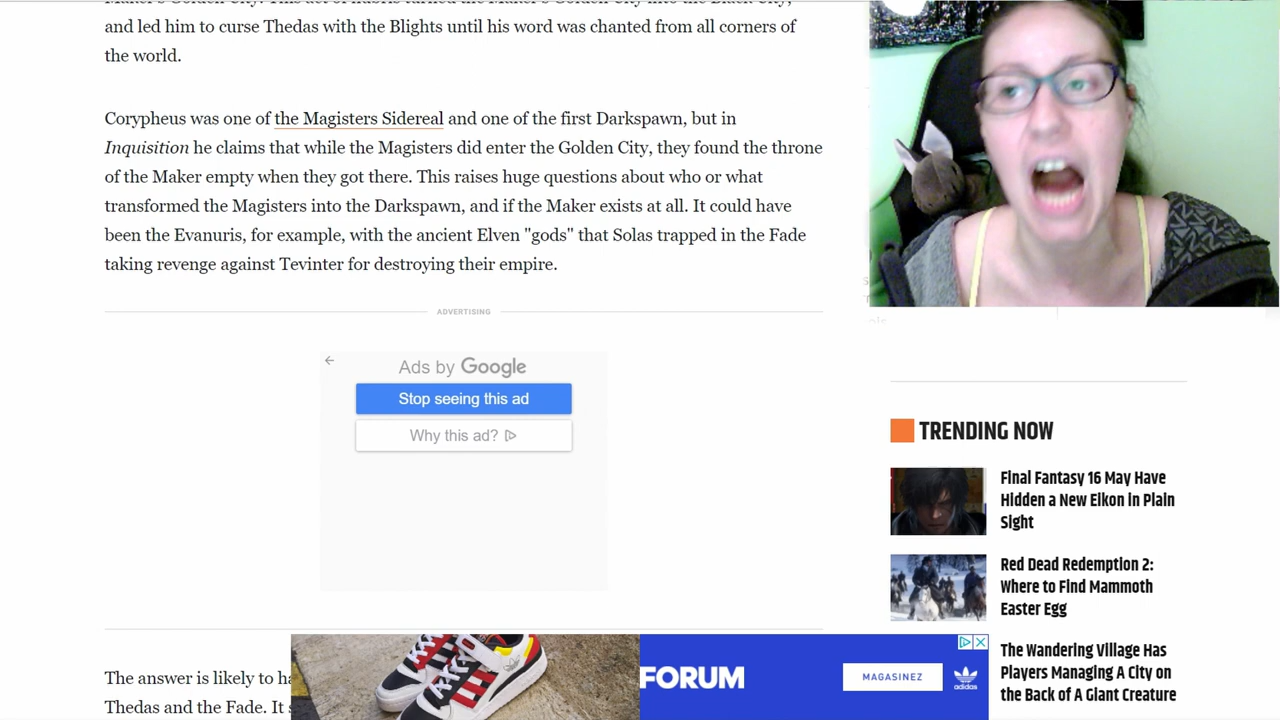 and led him to curse Thedas with the Blights until his word was chanted from all corners of
the world.
Corypheus was one of the Magisters Sidereal and one of the first Darkspawn, but in
Inquisition he claims that while the Magisters did enter the Golden City, they found the throne
of the Maker empty when they got there. This raises huge questions about who or what
transformed the Magisters into the Darkspawn, and if the Maker exists at all. It could have
been the Evanuris, for example, with the ancient Elven "gods" that Solas trapped in the Fade
taking revenge against Tevinter for destroying their empire.
ADVERTISING
Ads by Google
Stop seeing this ad
Why this ad?
The answer is likely to
Thedas and the Fade. It
FORUM
MAGASINEZ
adidas
TRENDING NOW
Final Fantasy 16 May Have
Hidden a New Eikon in Plain
Sight
Red Dead Redemption 2:
Where to Find Mammoth
Easter Egg
The Wandering Village Has
Players Managing A City on
the Back of A Giant Creature